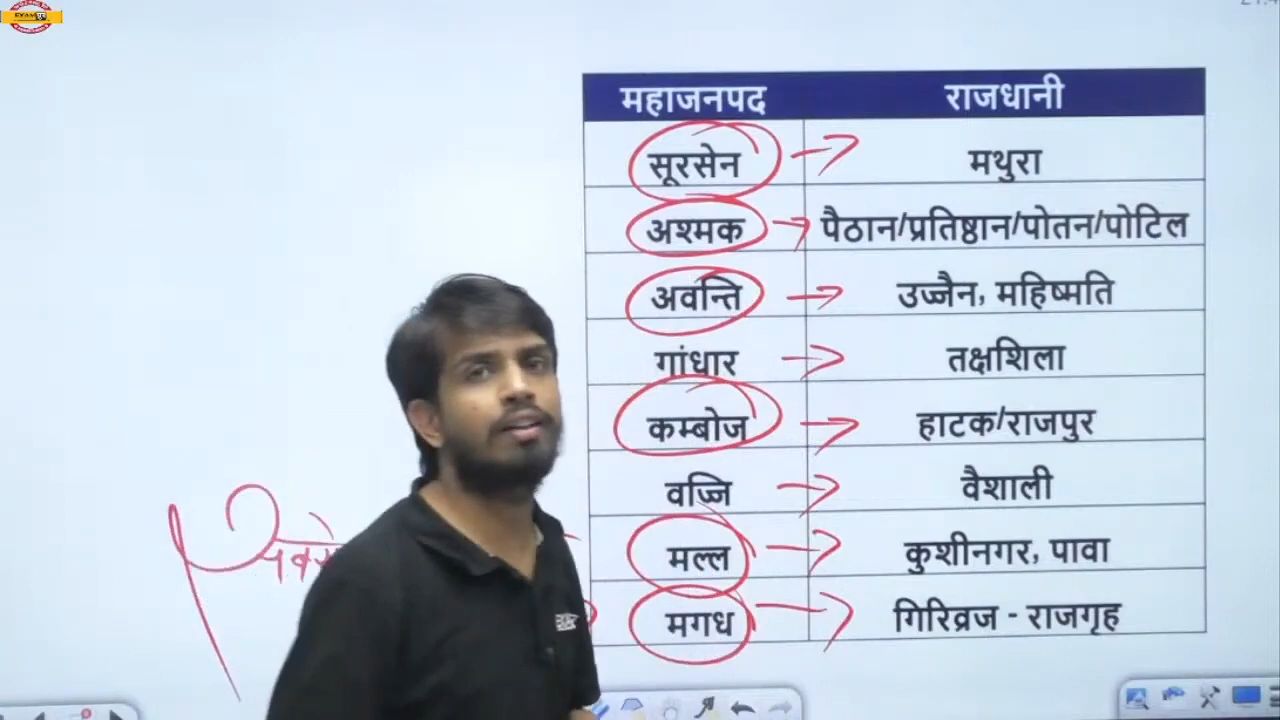 EXAM
महाजनपद राजधानी
सूरसेन मथुरा
अश्मक पैठान/प्रतिष्ठान/पोतन/पोटिल
अवन्ति उज्जैन, महिष्मति
गांधार तक्षशिला
कम्बोज हाटक/राजपुर
वज्जि वैशाली
मल्ल कुशीनगर, पावा
मगध गिरिव्रज - राजगृह